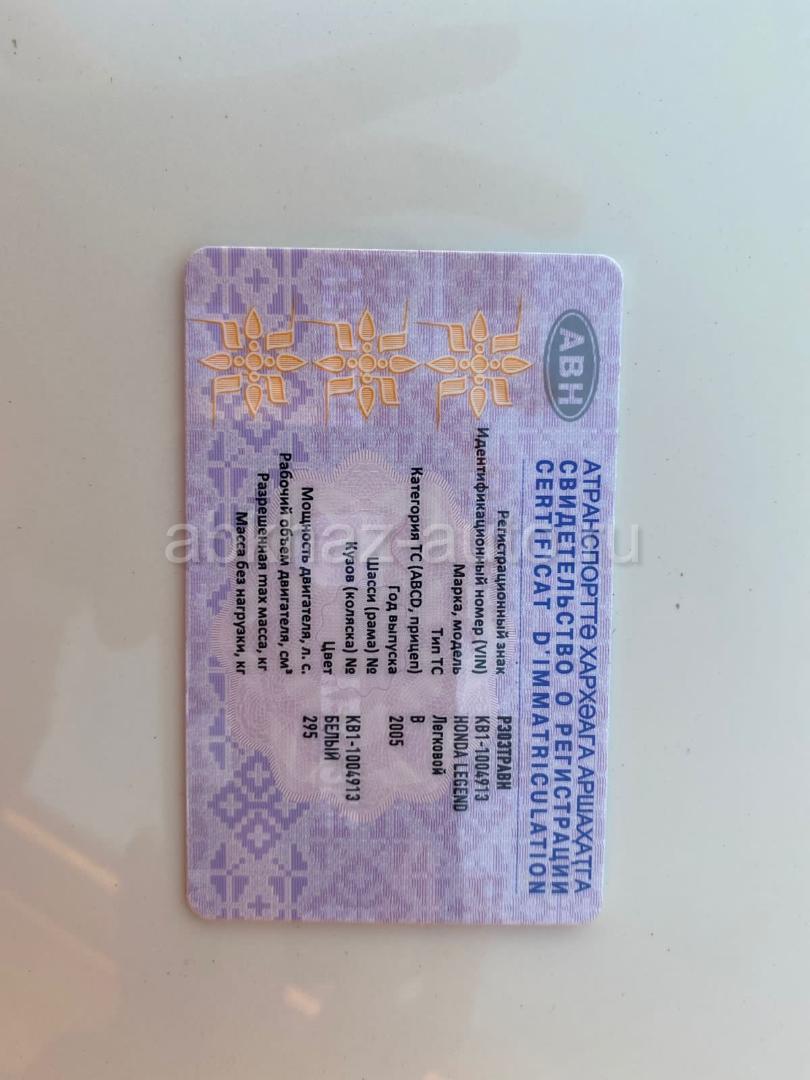 АВН
АТРАНСПОРТТӘ ХАРХӘАГА АРШАҲАТГА
СВИДЕТЕЛЬСТВО О РЕГИСТРАЦИИ
CERTIFICAT D'IMMATRICULATION
Регистрационный знак Р303ТРАВН
Идентификационный номер (VIN) KB1-1004913
Марка, модель HONDA LEGEND
Тип ТС Легковой
Категория ТС (ABCD, прицеп) B
Год выпуска 2005
Шасси (рама) №
Кузов (коляска) № KB1-1004913
Цвет БЕЛЫЙ
Мощность двигателя, л. с. 295
Рабочий объем двигателя, см³
Разрешенная max масса, кг
Масса без нагрузки, кг
abkhaz-auto.ru